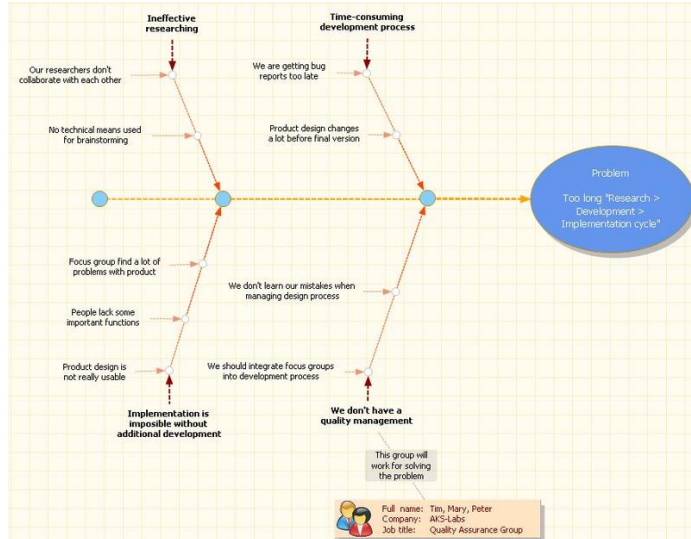 Ineffective
researching
Time-consuming
development process
Our researchers don't
collaborate with each other
We are getting bug
reports too late
No technical means used
for brainstorming
Product design changes
a lot before final version
Problem
Too long "Research >
Development >
Implementation cycle"
Focus group find a lot of
problems with product
We don't learn our mistakes when
managing design process
People lack some
important functions
Product design is
not really usable
We should integrate focus groups
into development process
Implementation is
imposible without
additional development
We don't have a
quality management
This group will
work for solving
the problem
Full name: Tim, Mary, Peter
Company: AKS-Labs
Job title: Quality Assurance Group